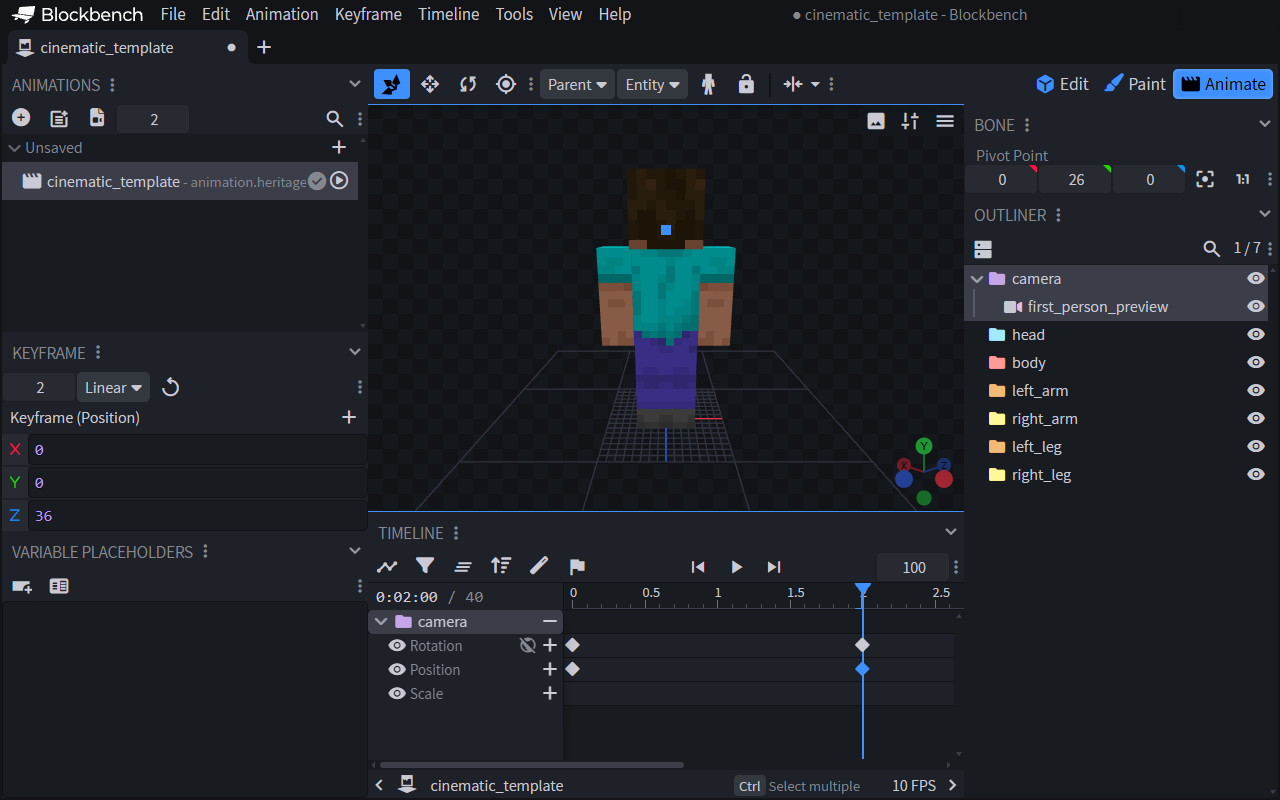 Blockbench File Edit Animation Keyframe Timeline Tools View Help
cinematic_template - Blockbench
cinematic_template
ANIMATIONS
2
Unsaved
cinematic_template - animation.heritage
KEYFRAME
2 Linear
Keyframe (Position)
X 0
Y 0
Z 36
VARIABLE PLACEHOLDERS
Parent Entity
Edit Paint Animate
Y
X
Z
TIMELINE
100
0:02:00 / 40
0 0.5 1 1.5 2 2.5
camera
Rotation
Position
Scale
cinematic_template
Ctrl Select multiple 10 FPS
BONE
Pivot Point
0 26 0 1:1
OUTLINER
1 / 7
camera
first_person_preview
head
body
left_arm
right_arm
left_leg
right_leg